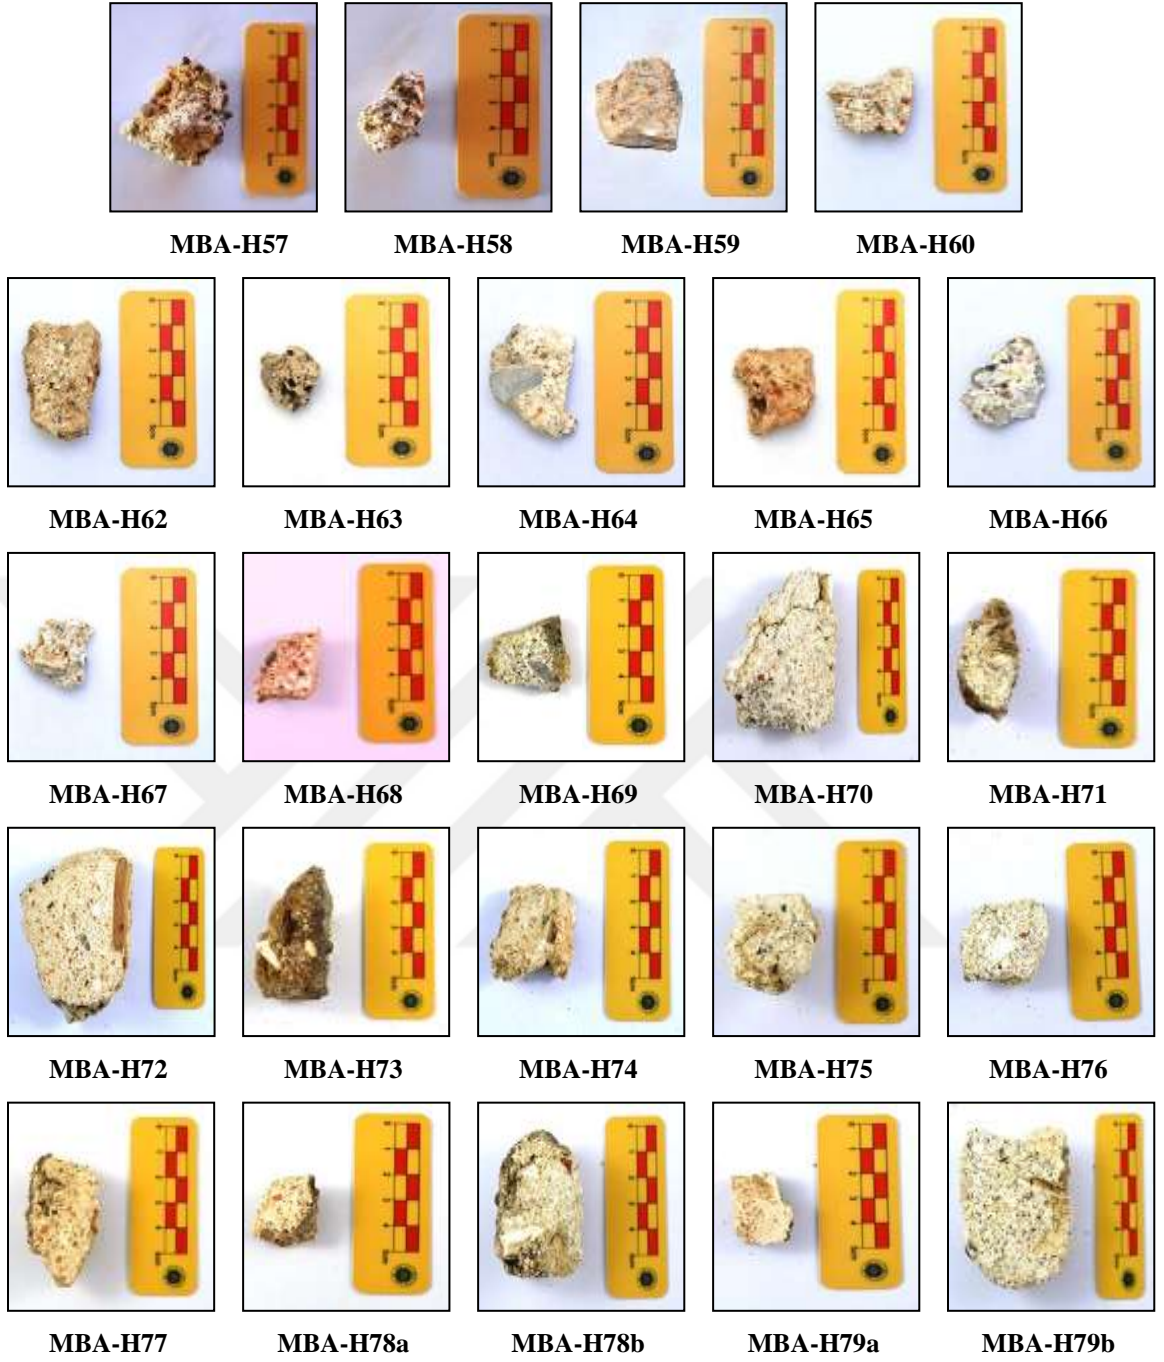 MBA-H57 MBA-H58 MBA-H59 MBA-H60
MBA-H62 MBA-H63 MBA-H64 MBA-H65 MBA-H66
MBA-H67 MBA-H68 MBA-H69 MBA-H70 MBA-H71
MBA-H72 MBA-H73 MBA-H74 MBA-H75 MBA-H76
MBA-H77 MBA-H78a MBA-H78b MBA-H79a MBA-H79b